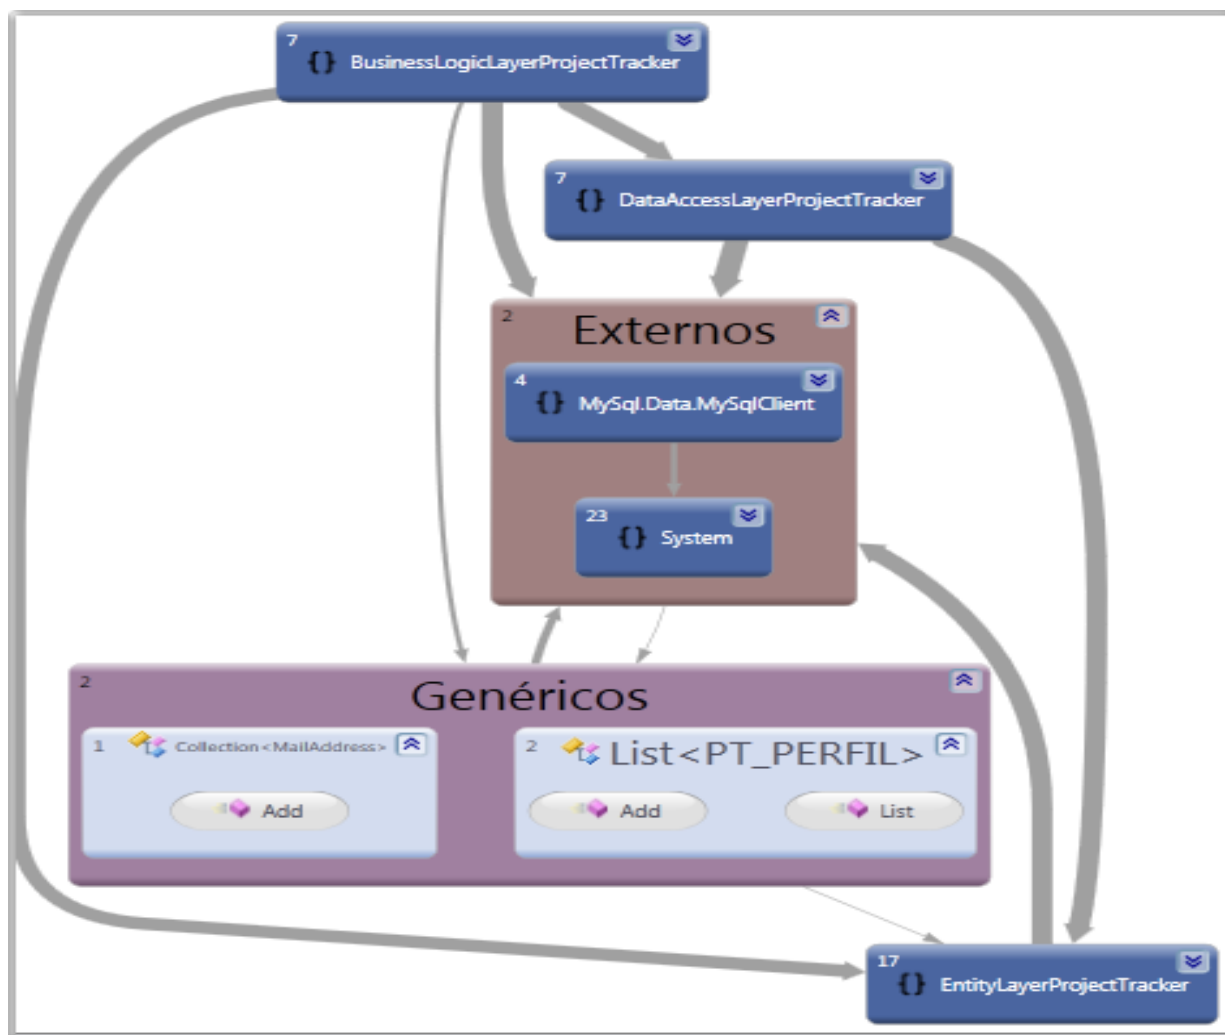 7
{} BusinessLogicLayerProjectTracker
7
{} DataAccessLayerProjectTracker
2
Externos
4
{} MySql.Data.MySqlClient
23
{} System
2
Genéricos
1 Collection<MailAddress>
Add
2 List<PT_PERFIL>
Add
List
17
{} EntityLayerProjectTracker